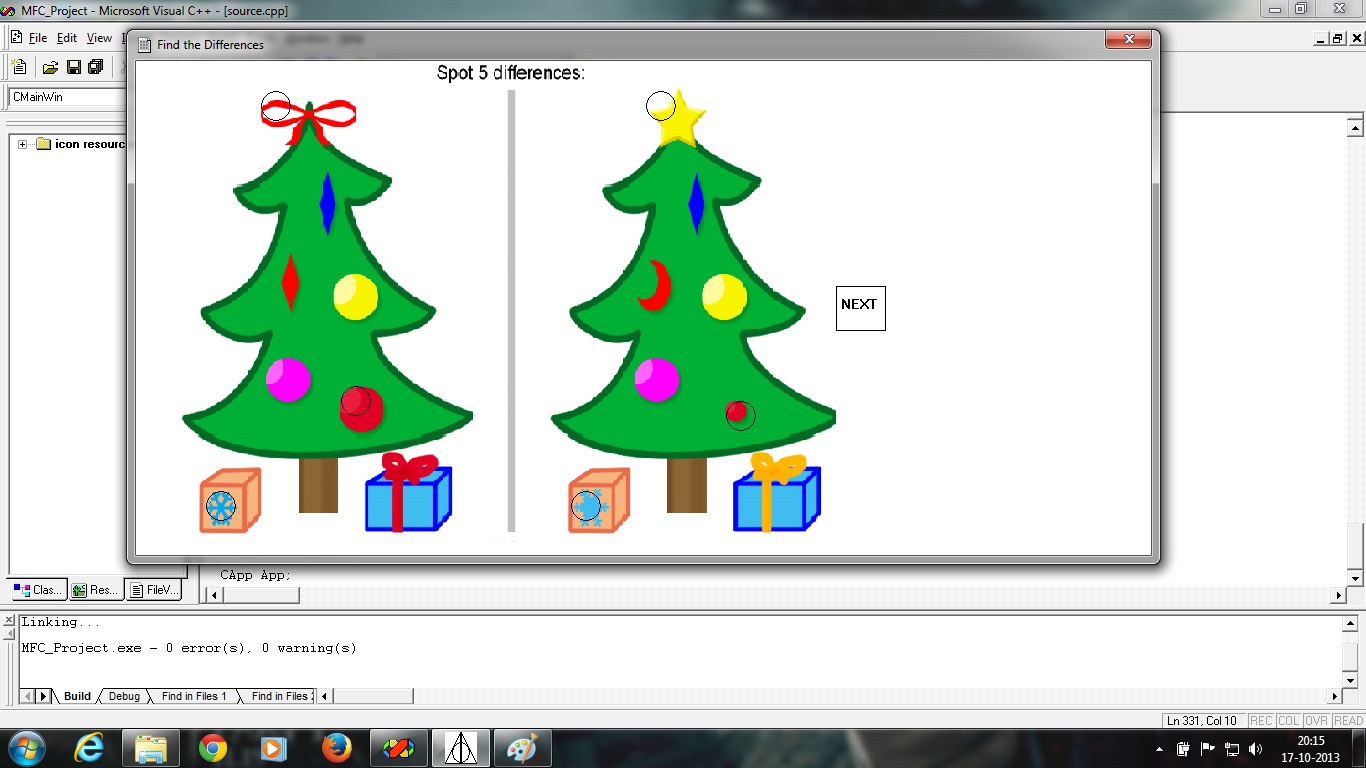 MFC_Project - Microsoft Visual C++ - [source.cpp]
File Edit View
Find the Differences
CMainWin
icon resourc
Spot 5 differences:
NEXT
Clas... Res... FileV...
CApp App;
Linking...
MFC_Project.exe - 0 error(s), 0 warning(s)
Build Debug Find in Files 1 Find in Files
Ln 331, Col 10 REC COL OVR READ
20:15
17-10-2013